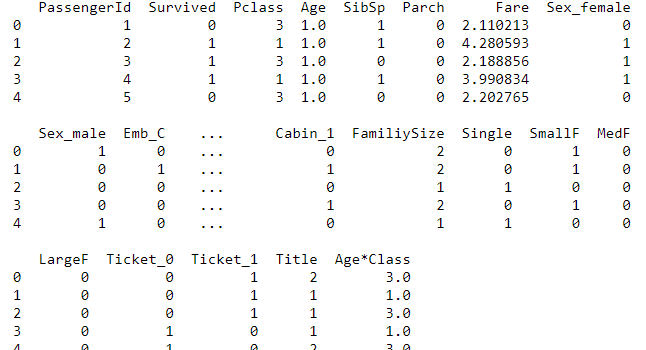 PassengerId Survived Pclass Age SibSp Parch Fare Sex_female
0 1 0 3 1.0 1 0 2.110213 0
1 2 1 1 1.0 1 0 4.280593 1
2 3 1 3 1.0 0 0 2.188856 1
3 4 1 1 1.0 1 0 3.990834 1
4 5 0 3 1.0 0 0 2.202765 0
Sex_male Emb_C ... Cabin_1 FamiliySize Single SmallF MedF
0 1 0 ... 0 2 0 1 0
1 0 1 ... 1 2 0 1 0
2 0 0 ... 0 1 1 0 0
3 0 0 ... 1 2 0 1 0
4 1 0 ... 0 1 1 0 0
LargeF Ticket_0 Ticket_1 Title Age*Class
0 0 0 1 2 3.0
1 0 0 1 1 1.0
2 0 0 1 1 3.0
3 0 1 0 1 1.0
4 0 1 0 2 3.0